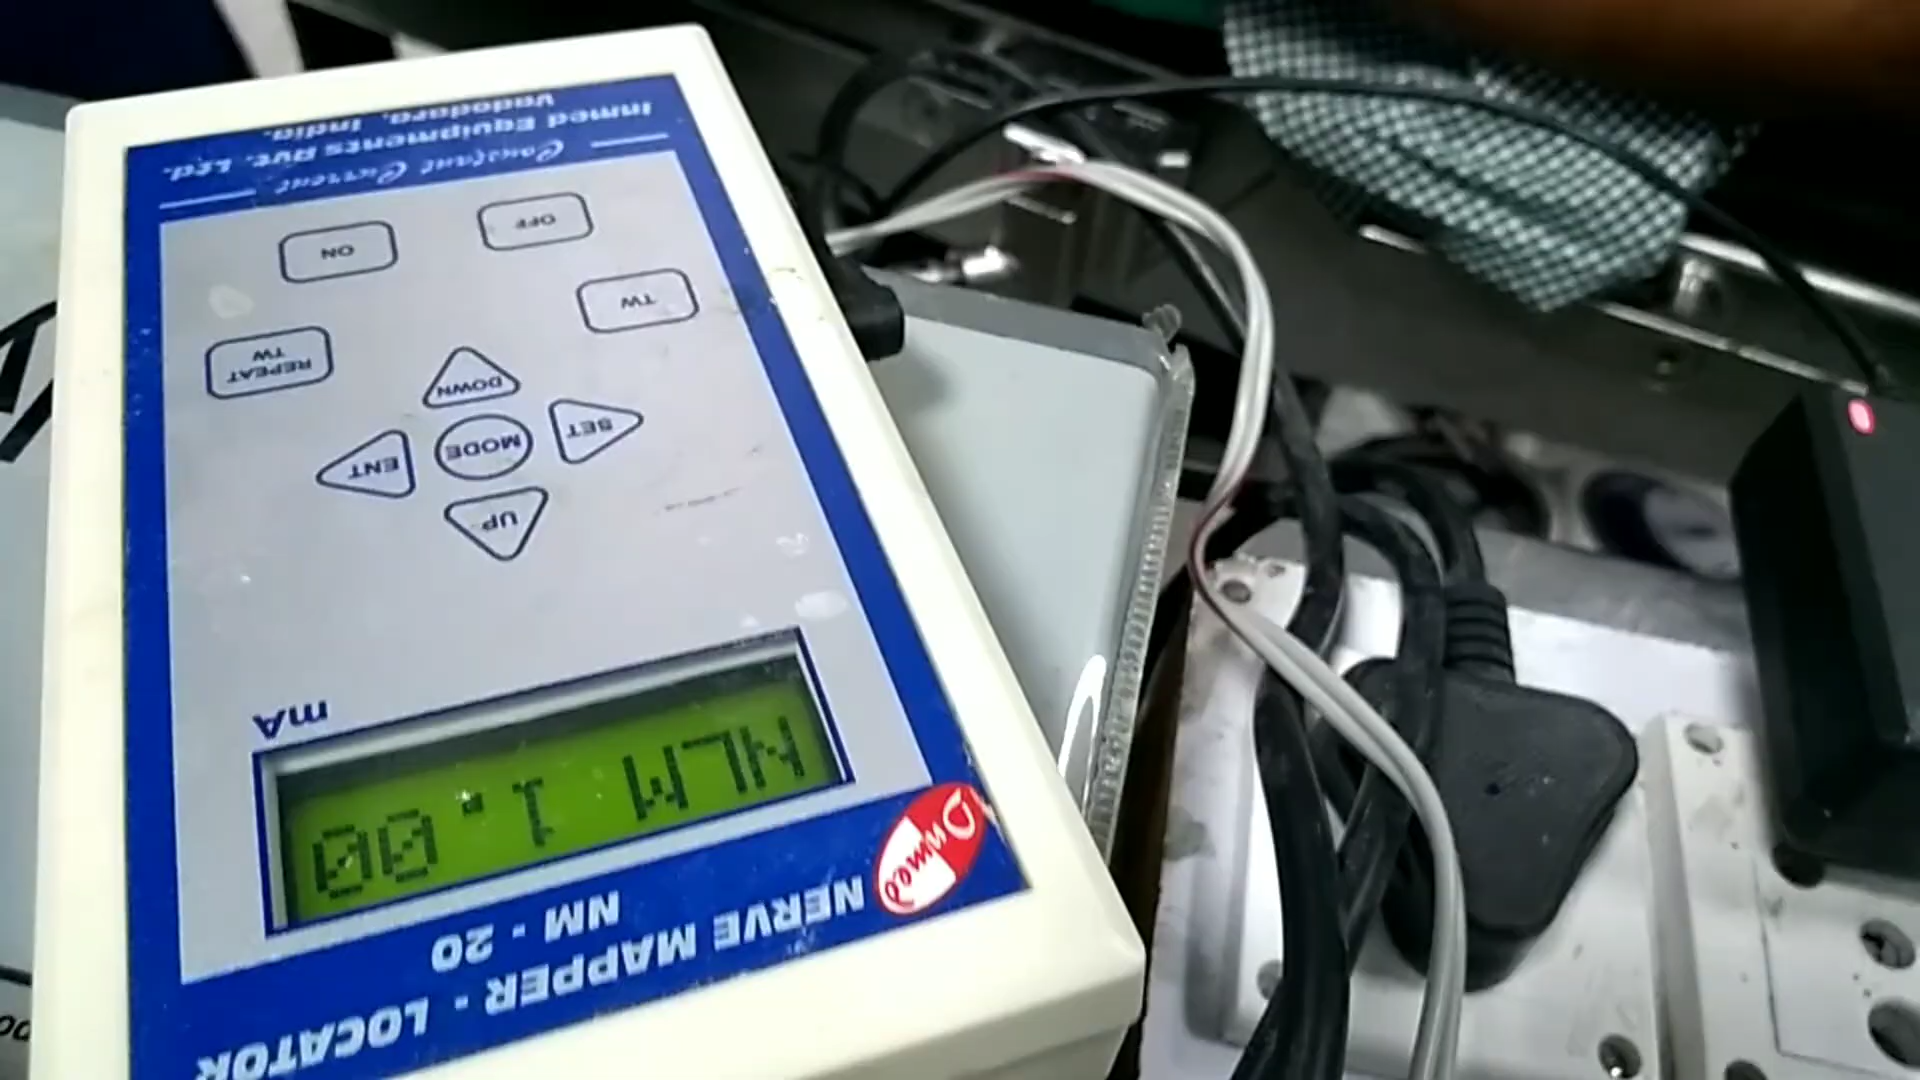 NERVE MAPPER - LOCATOR
NM - 20
Inmed
NLM 1.00
mA
UP
ENT
MODE
SET
DOWN
REPEAT
TW
TW
ON
OFF
Constant Current
Inmed Equipments Pvt. Ltd.
Vadodara, India.